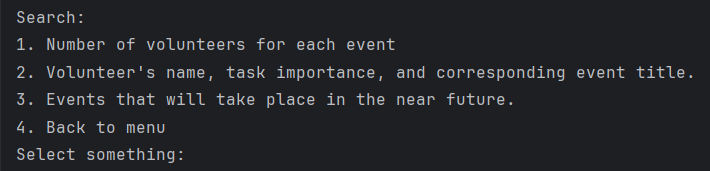 Search:
1. Number of volunteers for each event
2. Volunteer's name, task importance, and corresponding event title.
3. Events that will take place in the near future.
4. Back to menu
Select something: